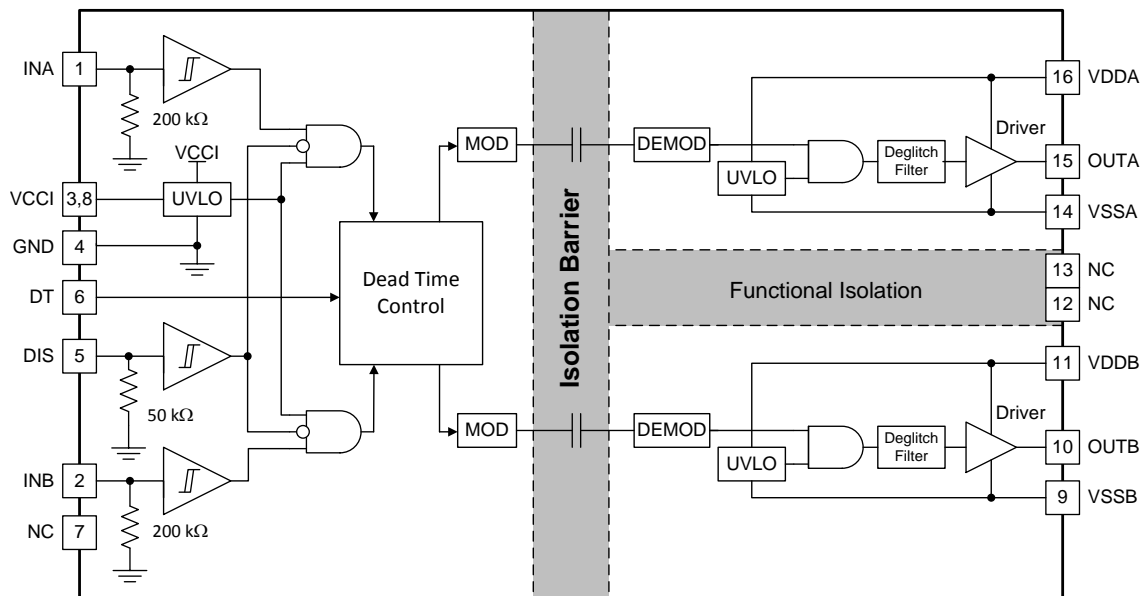 INA
1
200 kΩ
VCCI
VCCI
3,8
UVLO
GND
4
DT
6
DIS
5
50 kΩ
INB
2
NC
7
200 kΩ
Dead Time
Control
MOD
MOD
Isolation Barrier
DEMOD
UVLO
Deglitch
Filter
Driver
16
VDDA
15
OUTA
14
VSSA
Functional Isolation
13
NC
12
NC
DEMOD
UVLO
Deglitch
Filter
Driver
11
VDDB
10
OUTB
9
VSSB